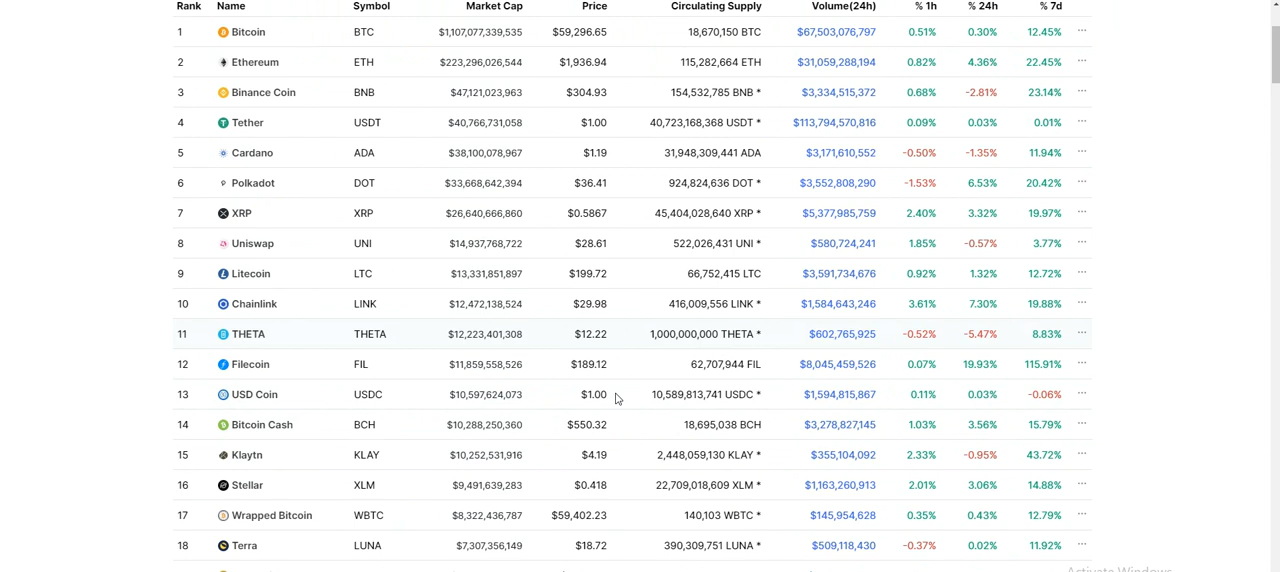 Rank Name Symbol Market Cap Price Circulating Supply Volume(24h) % 1h % 24h % 7d
1 Bitcoin BTC $1,107,077,339,535 $59,296.65 18,670,150 BTC $67,503,076,797 0.51% 0.30% 12.45% ...
2 Ethereum ETH $223,296,026,544 $1,936.94 115,282,664 ETH $31,059,288,194 0.82% 4.36% 22.45% ...
3 Binance Coin BNB $47,121,023,963 $304.93 154,532,785 BNB * $3,334,515,372 0.68% -2.81% 23.14% ...
4 Tether USDT $40,766,731,058 $1.00 40,723,168,368 USDT * $113,794,570,816 0.09% 0.03% 0.01% ...
5 Cardano ADA $38,100,078,967 $1.19 31,948,309,441 ADA $3,171,610,552 -0.50% -1.35% 11.94% ...
6 Polkadot DOT $33,668,642,394 $36.41 924,824,636 DOT * $3,552,808,290 -1.53% 6.53% 20.42% ...
7 XRP XRP $26,640,666,860 $0.5867 45,404,028,640 XRP * $5,377,985,759 2.40% 3.32% 19.97% ...
8 Uniswap UNI $14,937,768,722 $28.61 522,026,431 UNI * $580,724,241 1.85% -0.57% 3.77% ...
9 Litecoin LTC $13,331,851,897 $199.72 66,752,415 LTC $3,591,734,676 0.92% 1.32% 12.72% ...
10 Chainlink LINK $12,472,138,524 $29.98 416,009,556 LINK * $1,584,643,246 3.61% 7.30% 19.88% ...
11 THETA THETA $12,223,401,308 $12.22 1,000,000,000 THETA * $602,765,925 -0.52% -5.47% 8.83% ...
12 Filecoin FIL $11,859,558,526 $189.12 62,707,944 FIL $8,045,459,526 0.07% 19.93% 115.91% ...
13 USD Coin USDC $10,597,624,073 $1.00 10,589,813,741 USDC * $1,594,815,867 0.11% 0.03% -0.06% ...
14 Bitcoin Cash BCH $10,288,250,360 $550.32 18,695,038 BCH $3,278,827,145 1.03% 3.56% 15.79% ...
15 Klaytn KLAY $10,252,531,916 $4.19 2,448,059,130 KLAY * $355,104,092 2.33% -0.95% 43.72% ...
16 Stellar XLM $9,491,639,283 $0.418 22,709,018,609 XLM * $1,163,260,913 2.01% 3.06% 14.88% ...
17 Wrapped Bitcoin WBTC $8,322,436,787 $59,402.23 140,103 WBTC * $145,954,628 0.35% 0.43% 12.79% ...
18 Terra LUNA $7,307,356,149 $18.72 390,309,751 LUNA * $509,118,430 -0.37% 0.02% 11.92% ...
Activate Windows